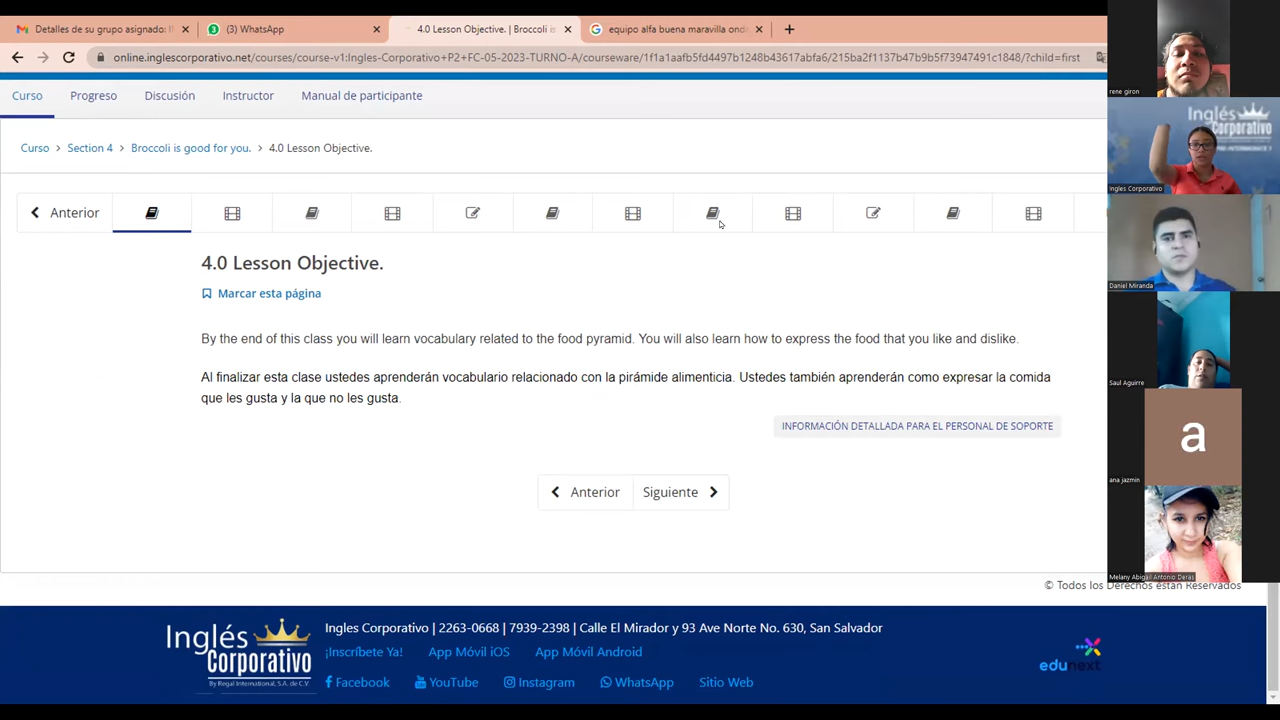 Detalles de su grupo asignado: I
(3) WhatsApp
4.0 Lesson Objective. | Broccoli is
equipo alfa buena maravilla onda
online.inglescorporativo.net/courses/course-v1:Ingles-Corporativo+P2+FC-05-2023-TURNO-A/courseware/1f1a1aafb5fd4497b1248b43617abfa6/215ba2f1137b47b9b5f73947491c1848/?child=first
Curso
Progreso
Discusión
Instructor
Manual de participante
Curso > Section 4 > Broccoli is good for you. > 4.0 Lesson Objective.
Anterior
4.0 Lesson Objective.
Marcar esta página
By the end of this class you will learn vocabulary related to the food pyramid. You will also learn how to express the food that you like and dislike.
Al finalizar esta clase ustedes aprenderán vocabulario relacionado con la pirámide alimenticia. Ustedes también aprenderán como expresar la comida
que les gusta y la que no les gusta.
INFORMACIÓN DETALLADA PARA EL PERSONAL DE SOPORTE
Anterior
Siguiente
© Todos los Derechos están Reservados
Inglés
Corporativo
By Regal International, S.A. de C.V.
Ingles Corporativo | 2263-0668 | 7939-2398 | Calle El Mirador y 93 Ave Norte No. 630, San Salvador
¡Inscríbete Ya!
App Móvil iOS
App Móvil Android
Facebook
YouTube
Instagram
WhatsApp
Sitio Web
edunext
rene giron
Inglés
Corporativo
Ingles Corporativo
Daniel Miranda
Saul Aguirre
a
ana jazmin
Melany Abigail Antonio Deras